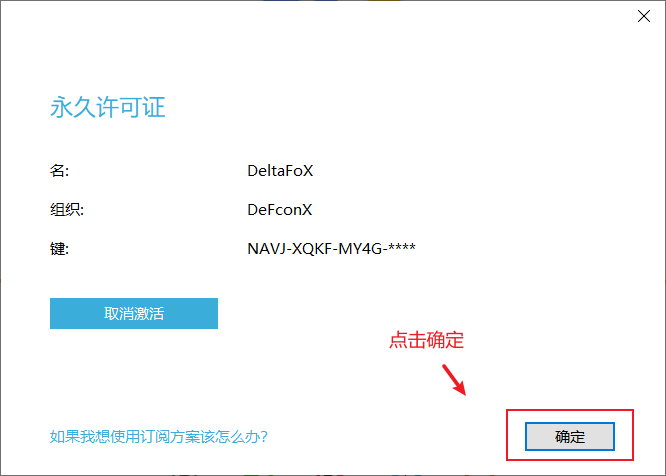 永久许可证
名: DeltaFoX
组织: DeFconX
键: NAVJ-XQKF-MY4G-****
取消激活
点击确定
如果我想使用订阅方案该怎么办?
确定